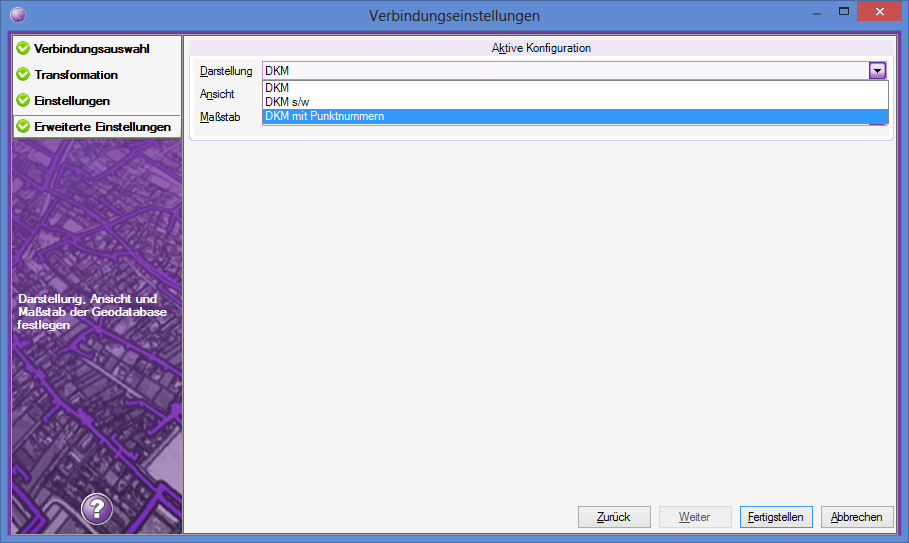 Verbindungseinstellungen
Verbindungsauswahl
Transformation
Einstellungen
Erweiterte Einstellungen
Darstellung, Ansicht und
Maßstab der Geodatabase
festlegen
?
Aktive Konfiguration
Darstellung DKM
Ansicht DKM
DKM s/w
Maßstab DKM mit Punktnummern
Zurück Weiter Fertigstellen Abbrechen